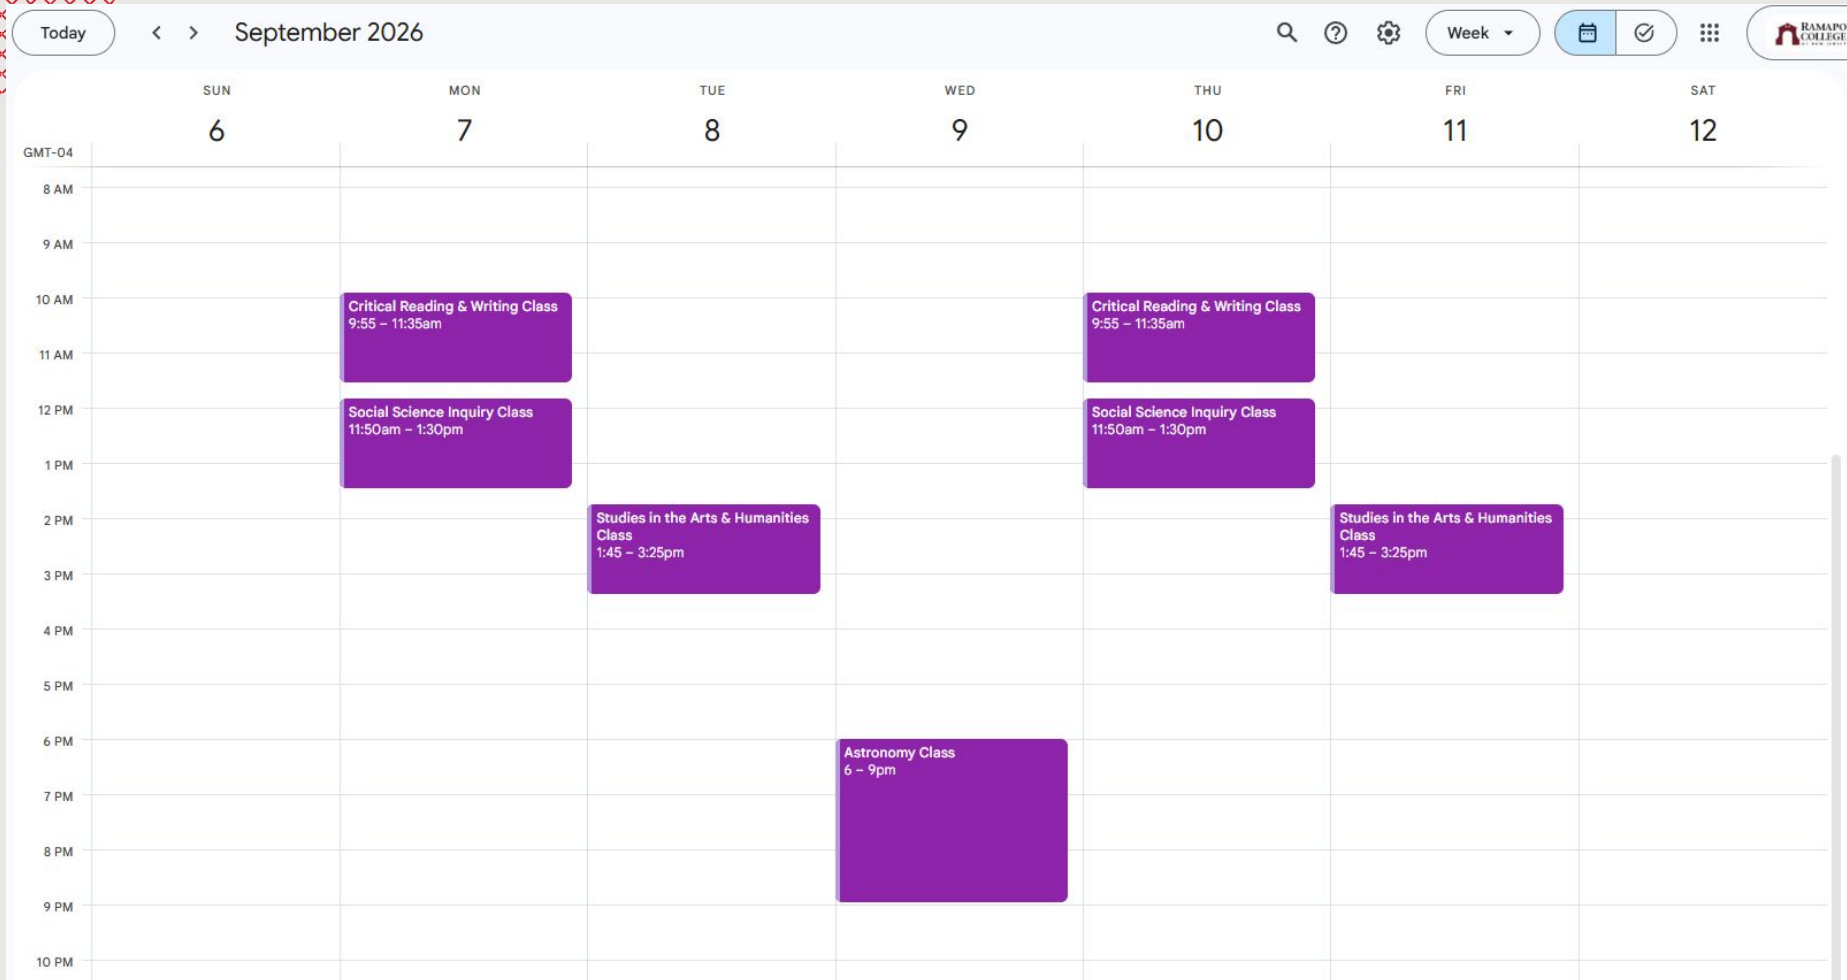 Today
September 2026
Week
RAMAPO
COLLEGE
SUN
MON
TUE
WED
THU
FRI
SAT
6
7
8
9
10
11
12
GMT-04
8 AM
9 AM
10 AM
11 AM
12 PM
1 PM
2 PM
3 PM
4 PM
5 PM
6 PM
7 PM
8 PM
9 PM
10 PM
Critical Reading & Writing Class
9:55 – 11:35am
Social Science Inquiry Class
11:50am – 1:30pm
Studies in the Arts & Humanities
Class
1:45 – 3:25pm
Astronomy Class
6 – 9pm
Critical Reading & Writing Class
9:55 – 11:35am
Social Science Inquiry Class
11:50am – 1:30pm
Studies in the Arts & Humanities
Class
1:45 – 3:25pm